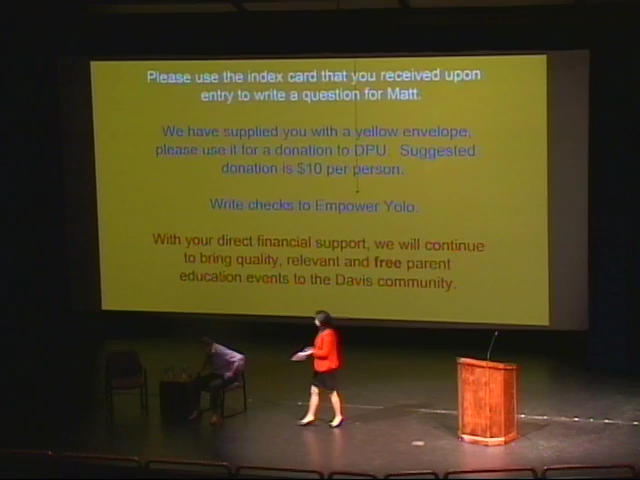 Please use the index card that you received upon
entry to write a question for Matt.
We have supplied you with a yellow envelope,
please use it for a donation to DPU. Suggested
donation is $10 per person.
Write checks to Empower Yolo.
With your direct financial support, we will continue
to bring quality, relevant and free parent
education events to the Davis community.